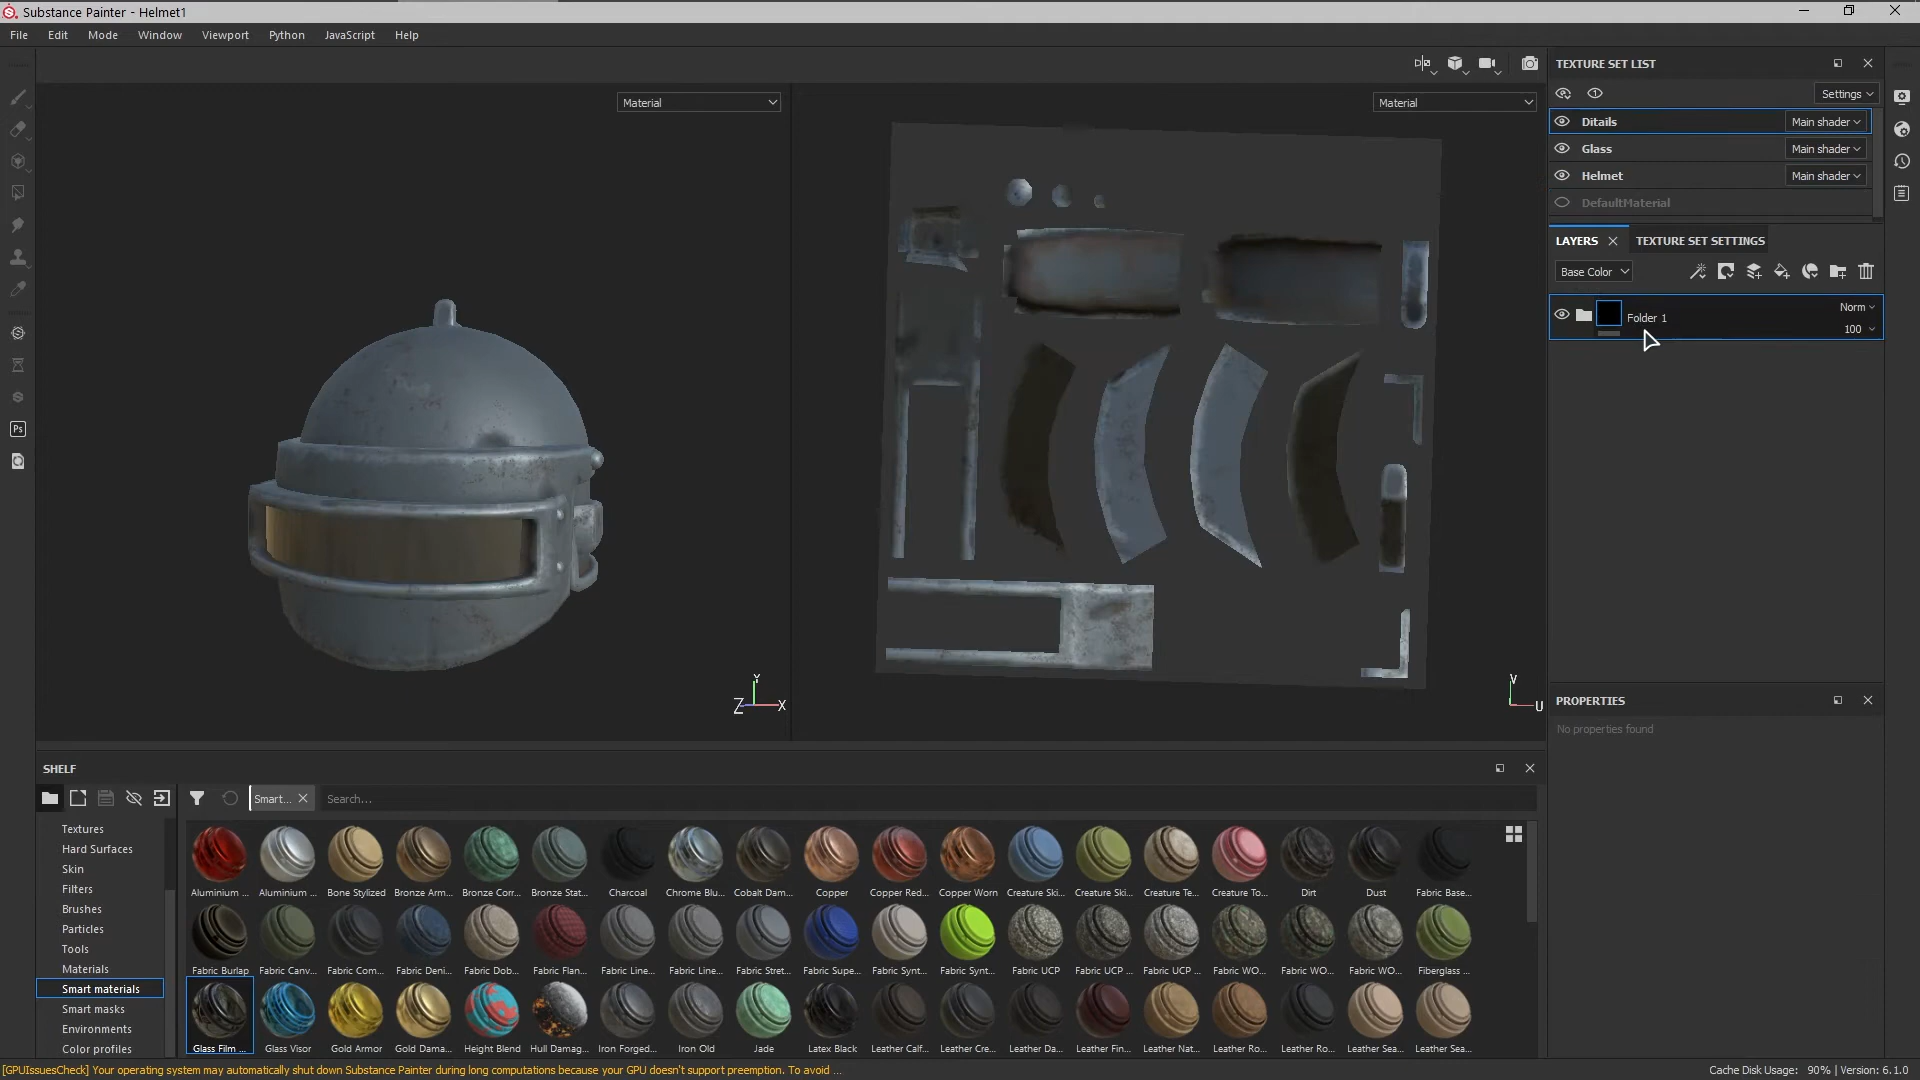 Substance Painter - Helmet1
File Edit Mode Window Viewport Python JavaScript Help
Material
Material
TEXTURE SET LIST
Settings
Ditails Main shader
Glass Main shader
Helmet Main shader
DefaultMaterial
LAYERS TEXTURE SET SETTINGS
Base Color
Folder 1
Norm
100
PROPERTIES
No properties found
Y
Z X
V
U
Ps
SHELF
Smart...
Search...
Textures
Hard Surfaces
Skin
Filters
Brushes
Particles
Tools
Materials
Smart materials
Smart masks
Environments
Color profiles
Aluminium ... Aluminium ... Bone Stylized Bronze Arm... Bronze Corr... Bronze Stat... Charcoal Chrome Blu... Cobalt Dam... Copper Copper Red... Copper Worn Creature Ski... Creature Ski... Creature Te... Creature To... Dirt Dust Fabric Base...
Fabric Burlap Fabric Canv... Fabric Com... Fabric Deni... Fabric Dob... Fabric Flan... Fabric Line... Fabric Line... Fabric Stret... Fabric Supe... Fabric Synt... Fabric Synt... Fabric UCP Fabric UCP ... Fabric UCP ... Fabric WO... Fabric WO... Fabric WO... Fiberglass ...
Glass Film ... Glass Visor Gold Armor Gold Dama... Height Blend Hull Damag... Iron Forged... Iron Old Jade Latex Black Leather Calf... Leather Cre... Leather Da... Leather Fin... Leather Nat... Leather Ro... Leather Ro... Leather Sea... Leather Sea...
[GPUIssuesCheck] Your operating system may automatically shut down Substance Painter during long computations because your GPU doesn't support preemption. To avoid ...
Cache Disk Usage: 90% | Version: 6.1.0